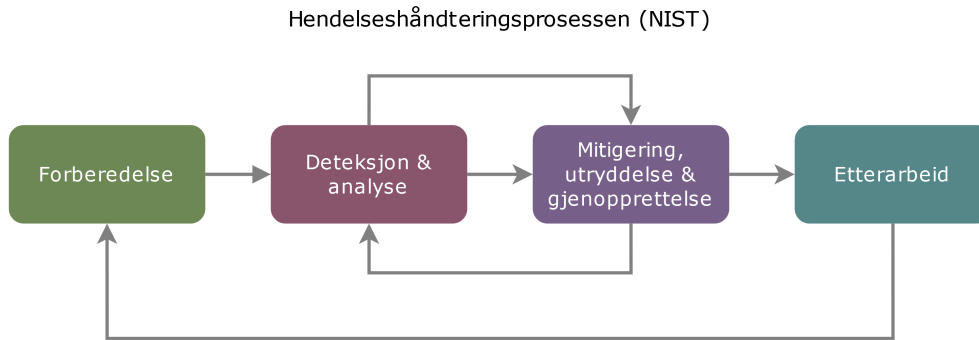 Hendelseshåndteringsprosessen (NIST)
Forberedelse
Deteksjon &
analyse
Mitigering,
utryddelse &
gjenopprettelse
Etterarbeid